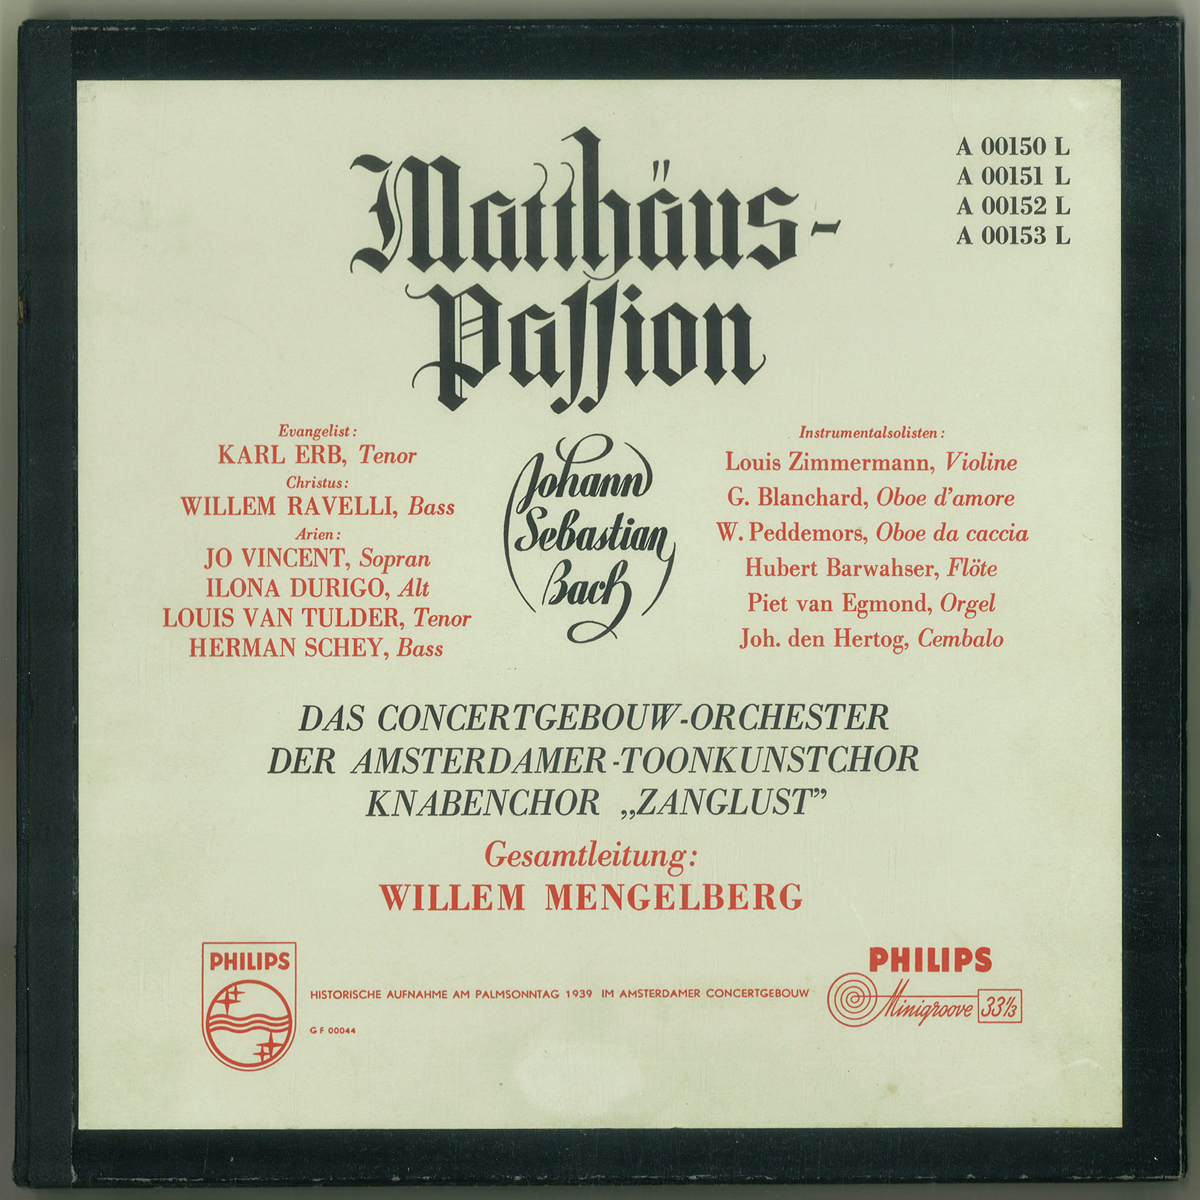 Matthäus-
Passion
A 00150 L
A 00151 L
A 00152 L
A 00153 L
Evangelist:
KARL ERB, Tenor
Christus:
WILLEM RAVELLI, Bass
Arien:
JO VINCENT, Sopran
ILONA DURIGO, Alt
LOUIS VAN TULDER, Tenor
HERMAN SCHEY, Bass
(Johann
Sebastian
Bach)
Instrumentalsolisten:
Louis Zimmermann, Violine
G. Blanchard, Oboe d'amore
W. Peddemors, Oboe da caccia
Hubert Barwahser, Flöte
Piet van Egmond, Orgel
Joh. den Hertog, Cembalo
DAS CONCERTGEBOUW-ORCHESTER
DER AMSTERDAMER-TOONKUNSTCHOR
KNABENCHOR „ZANGLUST”
Gesamtleitung:
WILLEM MENGELBERG
PHILIPS
HISTORISCHE AUFNAHME AM PALMSONNTAG 1939 IM AMSTERDAMER CONCERTGEBOUW
GF 00044
PHILIPS
Minigroove 33⅓